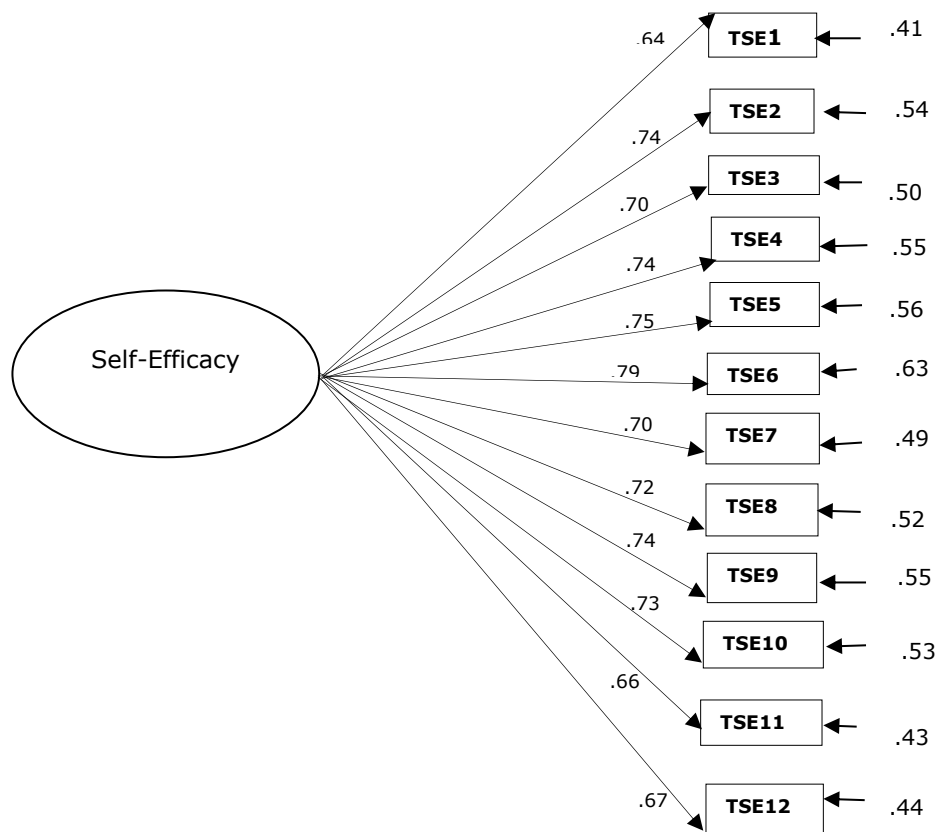 .64 TSE1 .41
.74 TSE2 .54
.70 TSE3 .50
.74 TSE4 .55
.75 TSE5 .56
Self-Efficacy
.79 TSE6 .63
.70 TSE7 .49
.72 TSE8 .52
.74 TSE9 .55
.73 TSE10 .53
.66 TSE11 .43
.67 TSE12 .44